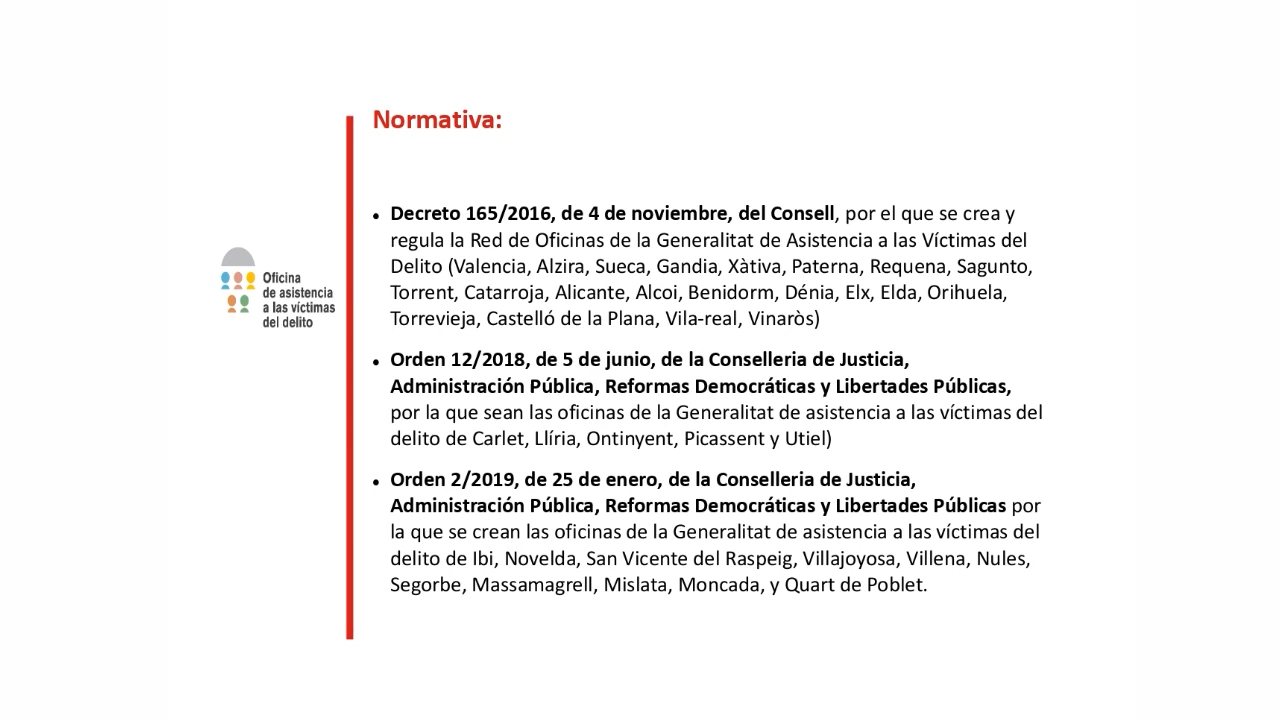 Normativa:
• Decreto 165/2016, de 4 de noviembre, del Consell, por el que se crea y
regula la Red de Oficinas de la Generalitat de Asistencia a las Víctimas del
Delito (Valencia, Alzira, Sueca, Gandia, Xàtiva, Paterna, Requena, Sagunto,
Torrent, Catarroja, Alicante, Alcoi, Benidorm, Dénia, Elx, Elda, Orihuela,
Torrevieja, Castelló de la Plana, Vila-real, Vinaròs)
• Orden 12/2018, de 5 de junio, de la Conselleria de Justicia,
Administración Pública, Reformas Democráticas y Libertades Públicas,
por la que sean las oficinas de la Generalitat de asistencia a las víctimas del
delito de Carlet, Llíria, Ontinyent, Picassent y Utiel)
• Orden 2/2019, de 25 de enero, de la Conselleria de Justicia,
Administración Pública, Reformas Democráticas y Libertades Públicas por
la que se crean las oficinas de la Generalitat de asistencia a las víctimas del
delito de Ibi, Novelda, San Vicente del Raspeig, Villajoyosa, Villena, Nules,
Segorbe, Massamagrell, Mislata, Moncada, y Quart de Poblet.
Oficina
de asistencia
a las víctimas
del delito